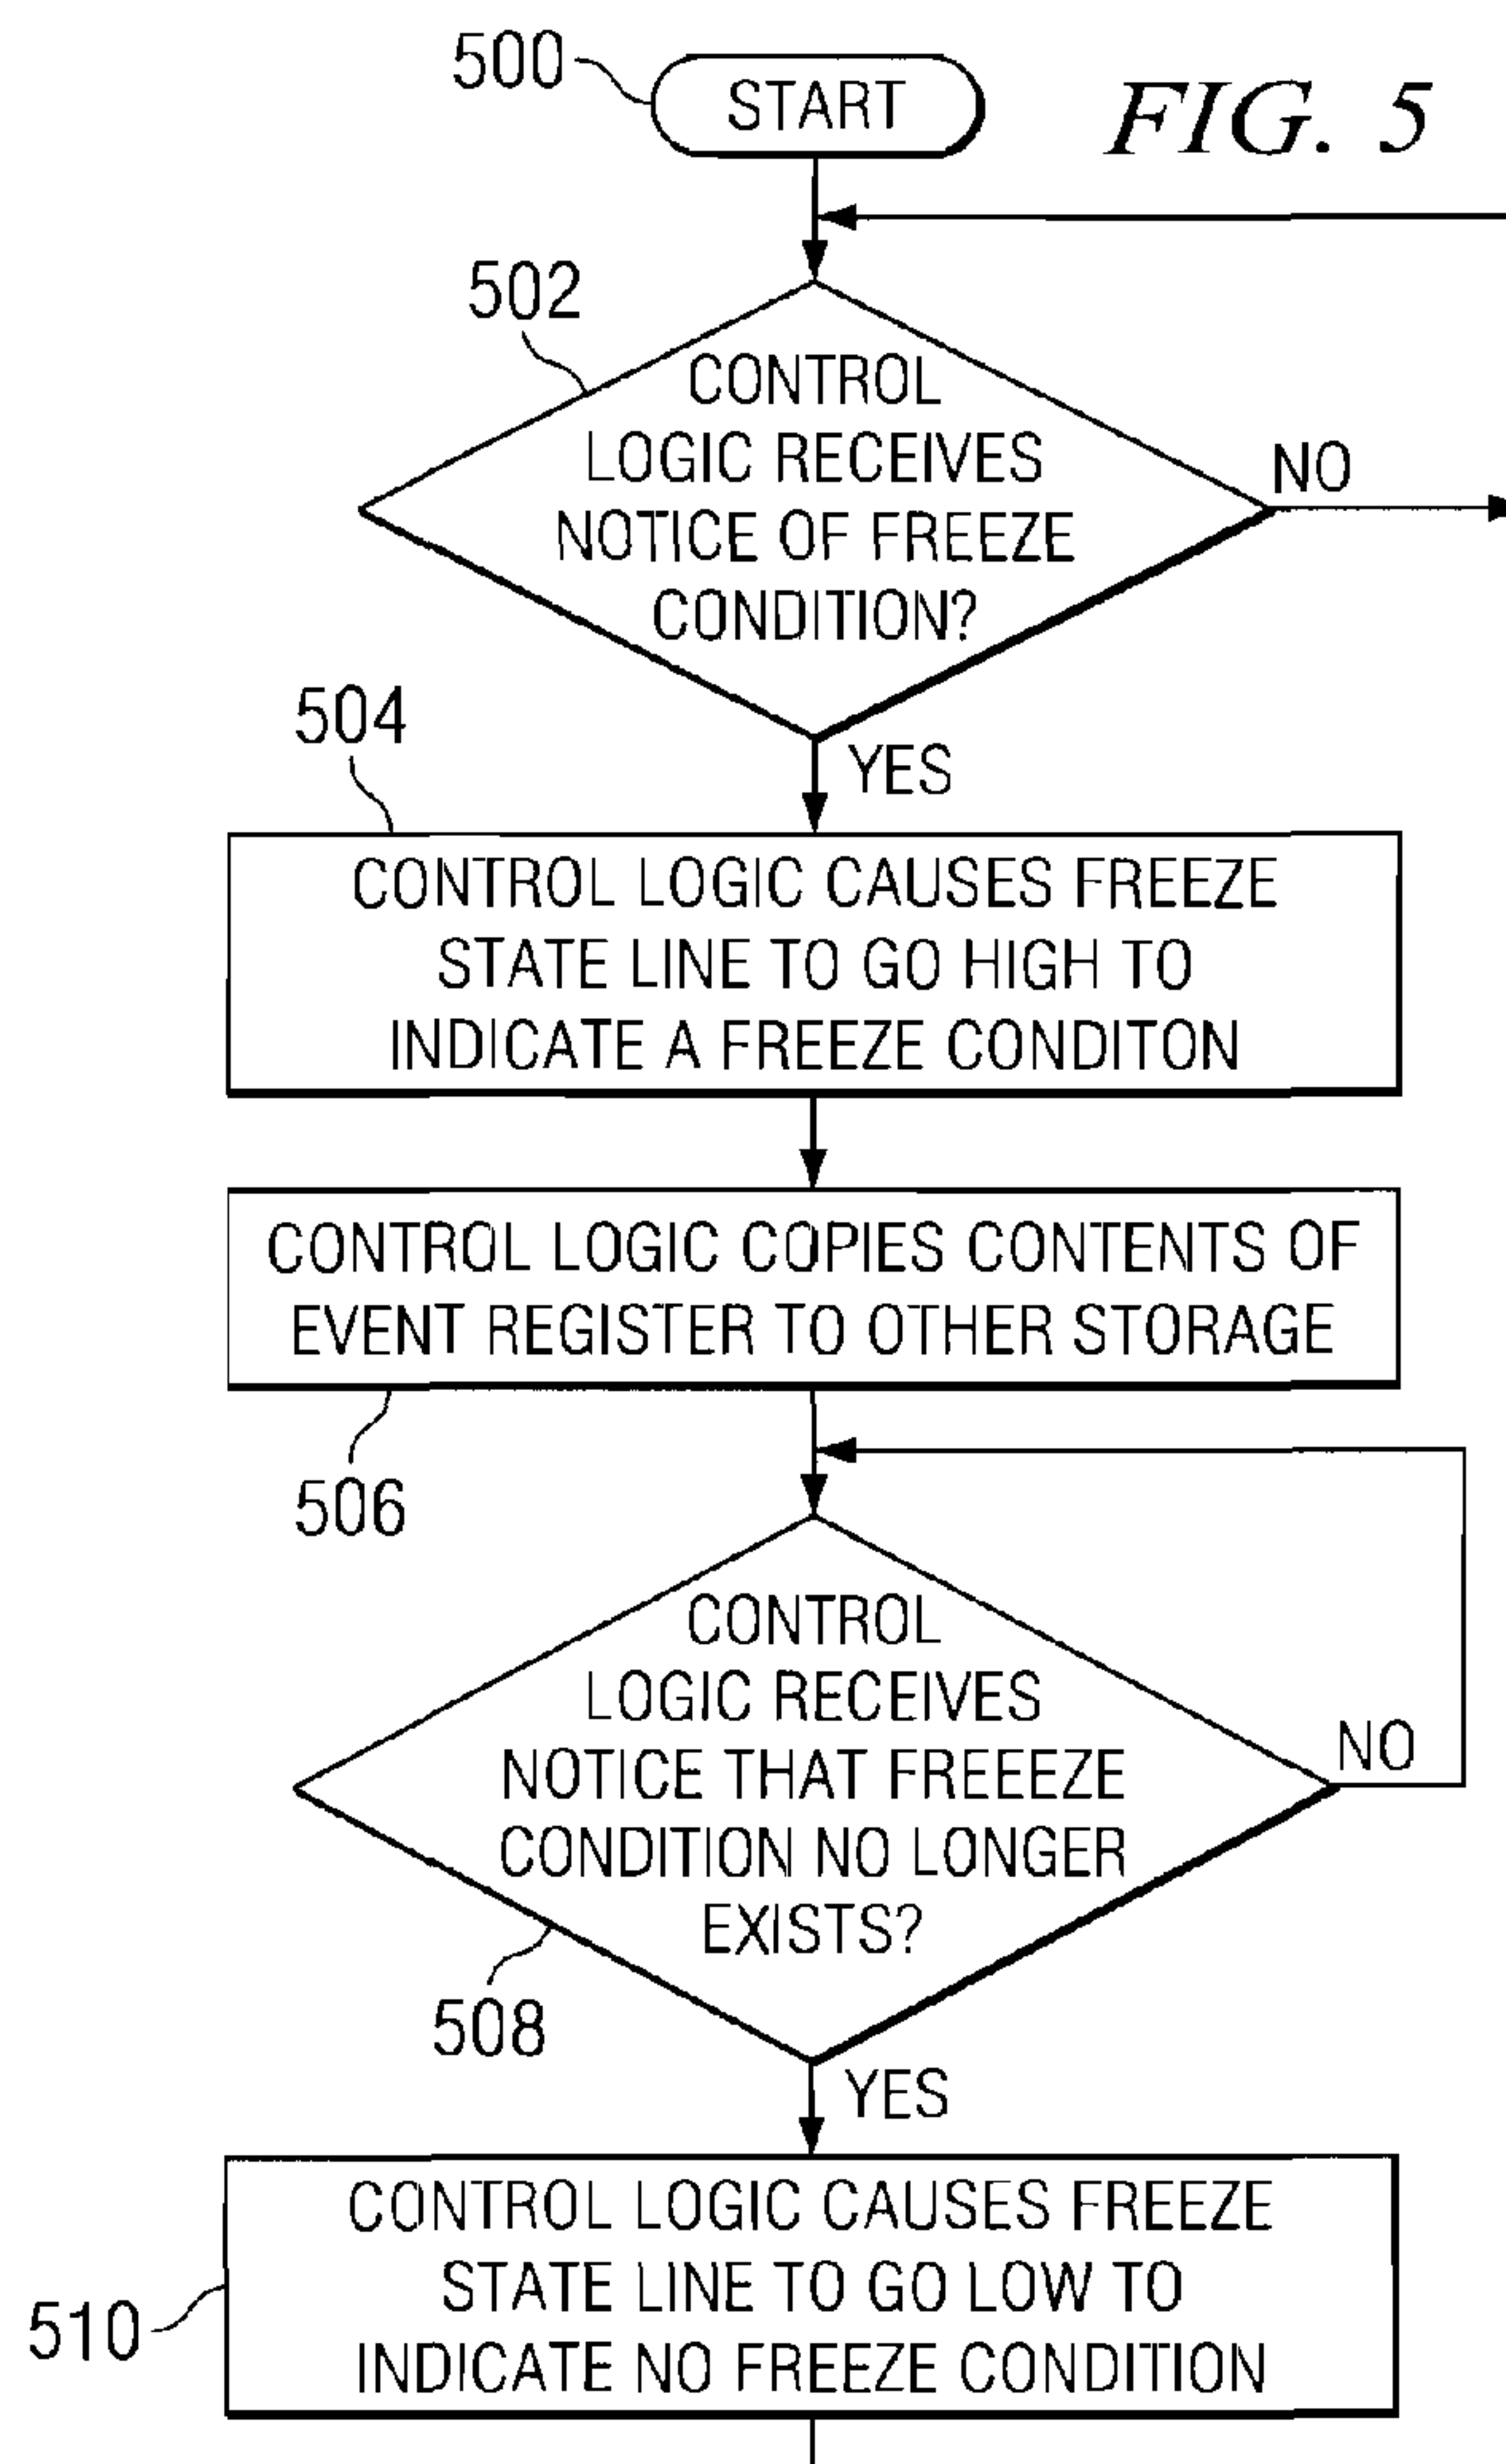 500
START
FIG. 5
502
CONTROL
LOGIC RECEIVES
NOTICE OF FREEZE
CONDITION?
NO
504
YES
CONTROL LOGIC CAUSES FREEZE
STATE LINE TO GO HIGH TO
INDICATE A FREEZE CONDITON
CONTROL LOGIC COPIES CONTENTS OF
EVENT REGISTER TO OTHER STORAGE
506
CONTROL
LOGIC RECEIVES
NOTICE THAT FREEEZE
CONDITION NO LONGER
EXISTS?
NO
508
YES
CONTROL LOGIC CAUSES FREEZE
STATE LINE TO GO LOW TO
INDICATE NO FREEZE CONDITION
510